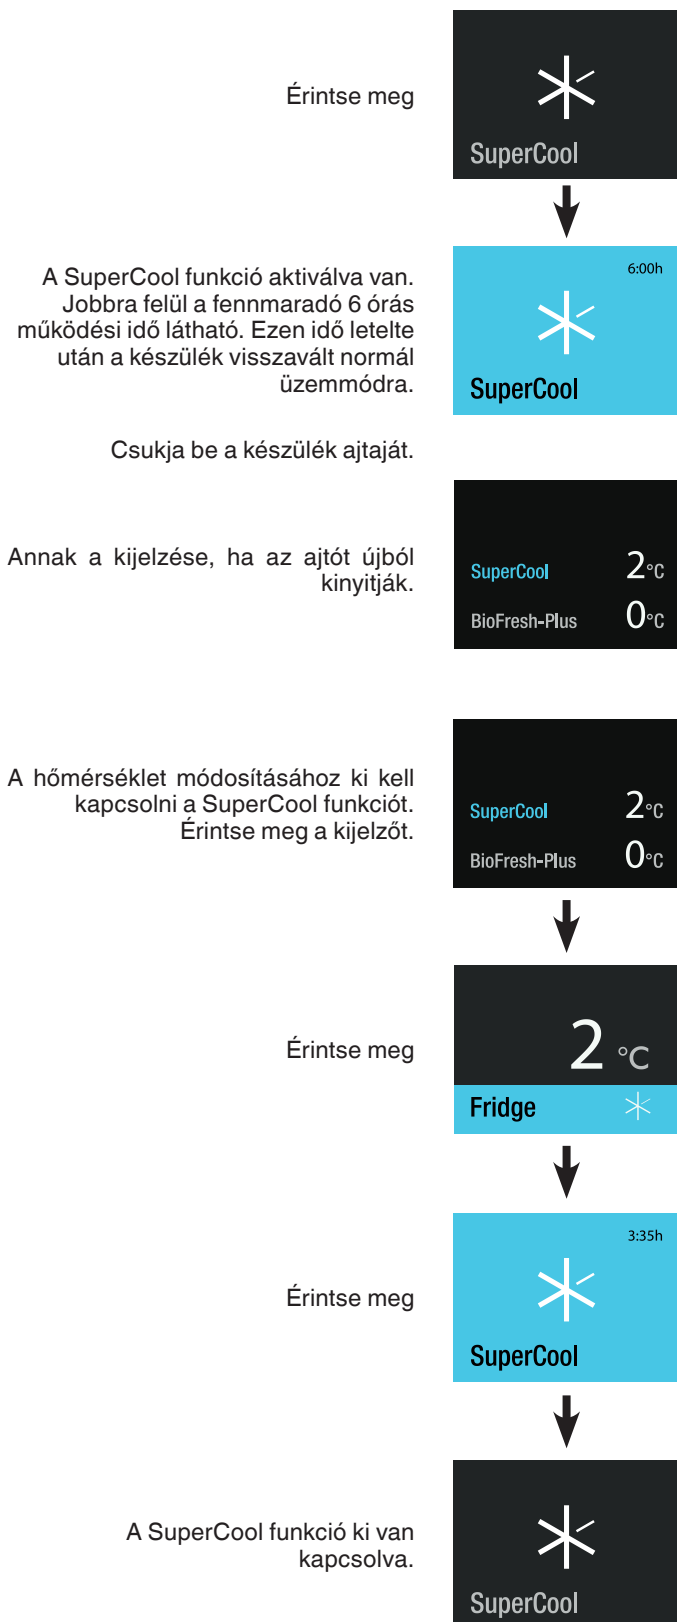 Érintse meg
SuperCool
A SuperCool funkció aktiválva van.
Jobbra felül a fennmaradó 6 órás
működési idő látható. Ezen idő letelte
után a készülék visszavált normál
üzemmódra.
6:00h
SuperCool
Csukja be a készülék ajtaját.
Annak a kijelzése, ha az ajtót újból
kinyitják.
SuperCool 2°C
BioFresh-Plus 0°C
A hőmérséklet módosításához ki kell
kapcsolni a SuperCool funkciót.
Érintse meg a kijelzőt.
SuperCool 2°C
BioFresh-Plus 0°C
Érintse meg
2 °C
Fridge
Érintse meg
3:35h
SuperCool
A SuperCool funkció ki van
kapcsolva.
SuperCool